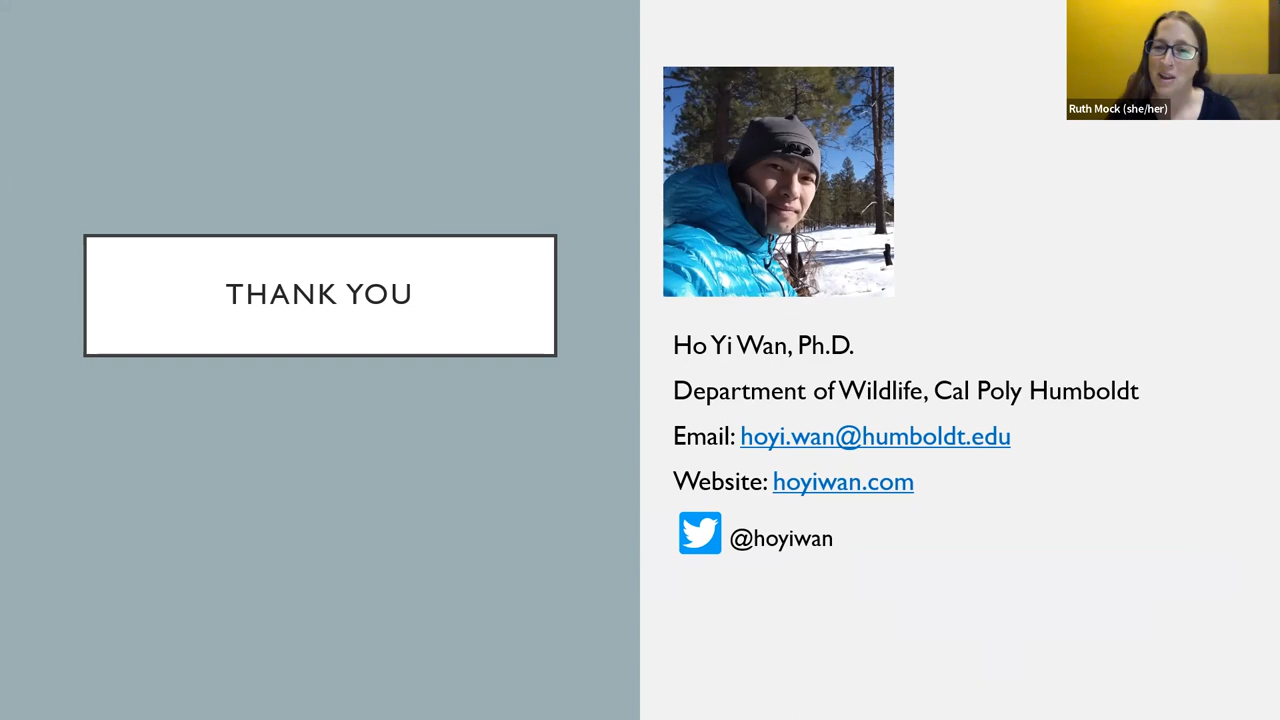 Ruth Mock (she/her)
THANK YOU
Ho Yi Wan, Ph.D.
Department of Wildlife, Cal Poly Humboldt
Email: hoyi.wan@humboldt.edu
Website: hoyiwan.com
@hoyiwan